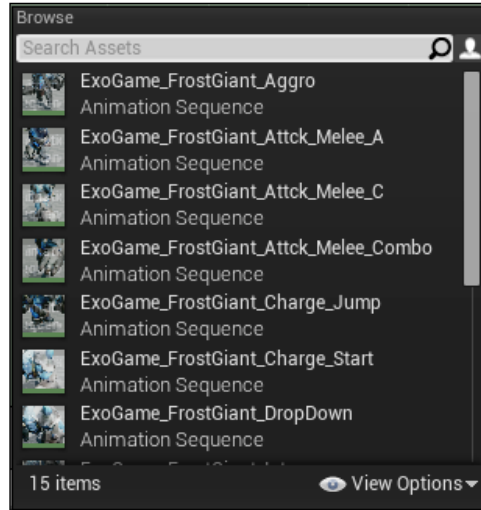 Browse
Search Assets
ExoGame_FrostGiant_Aggro
Animation Sequence
ExoGame_FrostGiant_Attck_Melee_A
Animation Sequence
ExoGame_FrostGiant_Attck_Melee_C
Animation Sequence
ExoGame_FrostGiant_Attck_Melee_Combo
Animation Sequence
ExoGame_FrostGiant_Charge_Jump
Animation Sequence
ExoGame_FrostGiant_Charge_Start
Animation Sequence
ExoGame_FrostGiant_DropDown
Animation Sequence
15 items
View Options